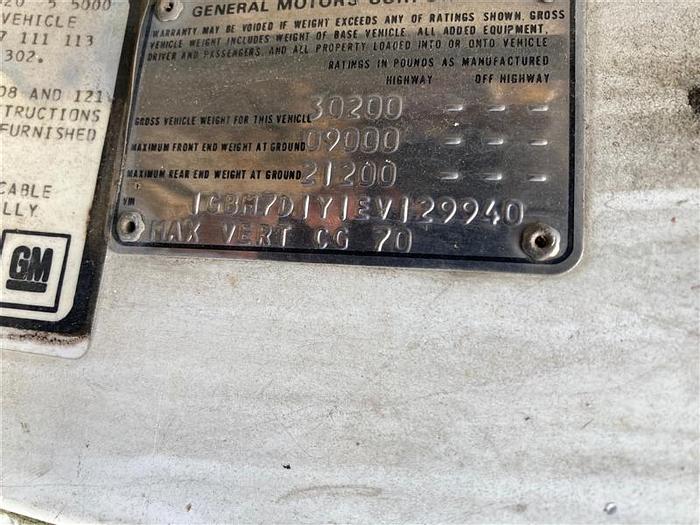 20 5 5000
VEHICLE
7 111 113
302.
08 AND 121
STRUCTIONS
FURNISHED
CABLE
LLY
GM
GENERAL MOTORS CORPO
WARRANTY MAY BE VOIDED IF WEIGHT EXCEEDS ANY OF RATINGS SHOWN. GROSS
VEHICLE WEIGHT INCLUDES WEIGHT OF BASE VEHICLE, ALL ADDED EQUIPMENT,
DRIVER AND PASSENGERS, AND ALL PROPERTY LOADED INTO OR ONTO VEHICLE
RATINGS IN POUNDS AS MANUFACTURED
HIGHWAY OFF HIGHWAY
GROSS VEHICLE WEIGHT FOR THIS VEHICLE 30200 - - -
MAXIMUM FRONT END WEIGHT AT GROUND 09000 - - -
MAXIMUM REAR END WEIGHT AT GROUND 21200 - - -
VIN 1GBM7D1Y1EV129940
MAX VERT CG 70